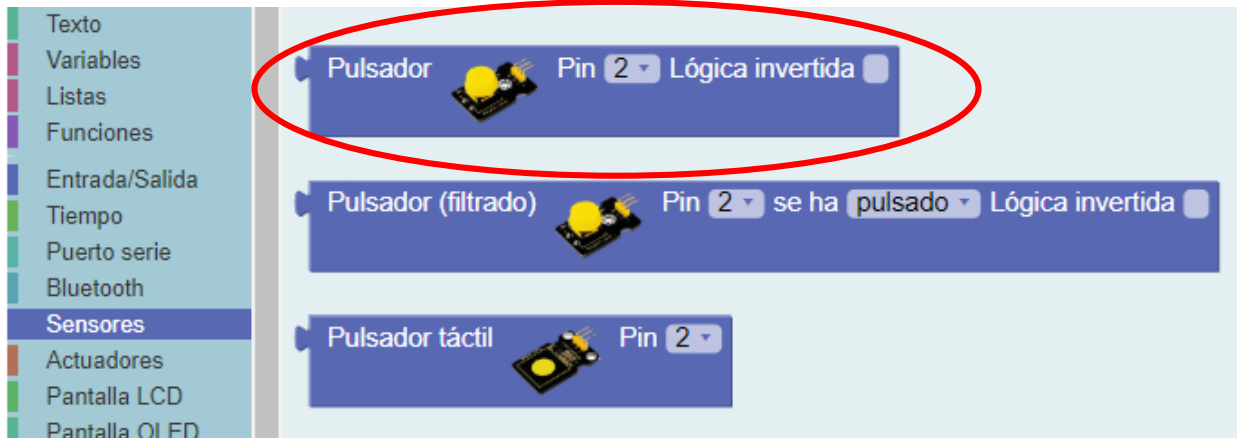 Texto
Variables
Listas
Funciones
Entrada/Salida
Tiempo
Puerto serie
Bluetooth
Sensores
Actuadores
Pantalla LCD
Pantalla OLED
Pulsador Pin 2 Lógica invertida
Pulsador (filtrado) Pin 2 se ha pulsado Lógica invertida
Pulsador táctil Pin 2